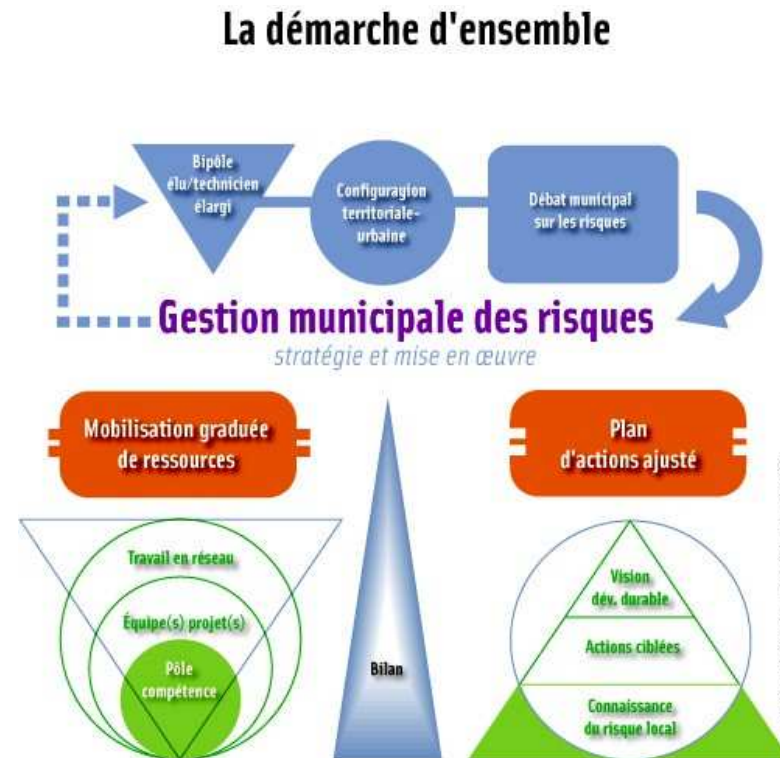 La démarche d'ensemble
Bipôle
élu/technicien
élargi
Configurayion
territoriale-
urbaine
Débat municipal
sur les risques
Gestion municipale des risques
stratégie et mise en œuvre
Mobilisation graduée
de ressources
Plan
d'actions ajusté
Travail en réseau
Équipe(s) projet(s)
Pôle
compétence
Bilan
Vision
dév. durable
Actions ciblées
Connaissance
du risque local